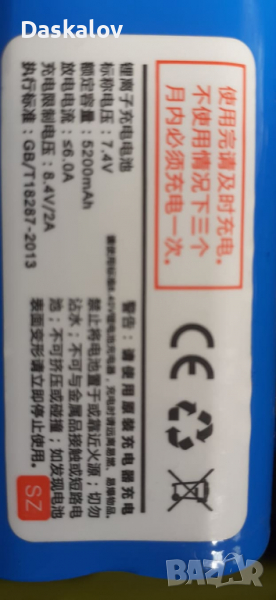 Daskalov
使用完请及时充电。
不使用情况下三个
月内必须充电一次。
锂离子充电电池
标称电压：7.4V
额定容量：5200mAh
放电电流：≤6.0A
充电限制电压：8.4V/2A
执行标准：GB/T18287-2013
CE
警告：请使用原装充电器充电
禁止将电池置于或靠近火源；切勿
沾水；不可与金属品接触或短路电
池；不可挤压或碰撞；如发现电池
表面变形请立即停止使用。
SZ
BAZAR
bg